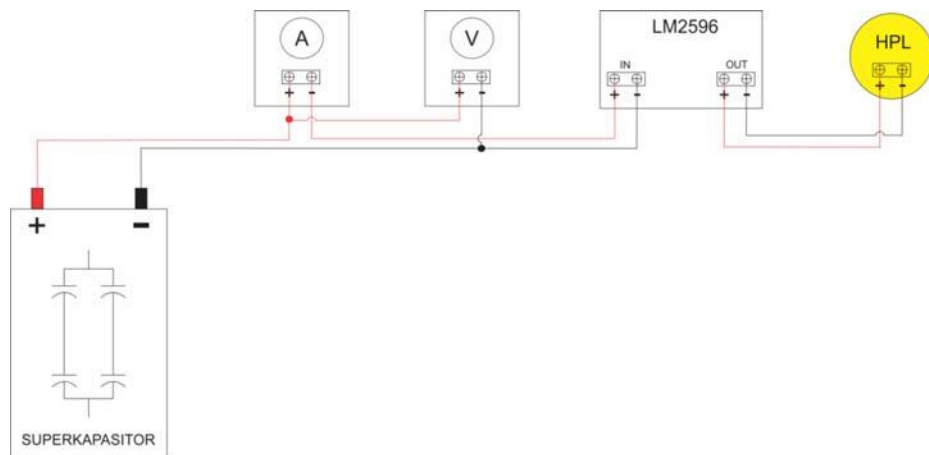 A
V
LM2596
HPL
IN
OUT
+ -
+ -
+ -
+ -
+ -
+ -
SUPERKAPASITOR